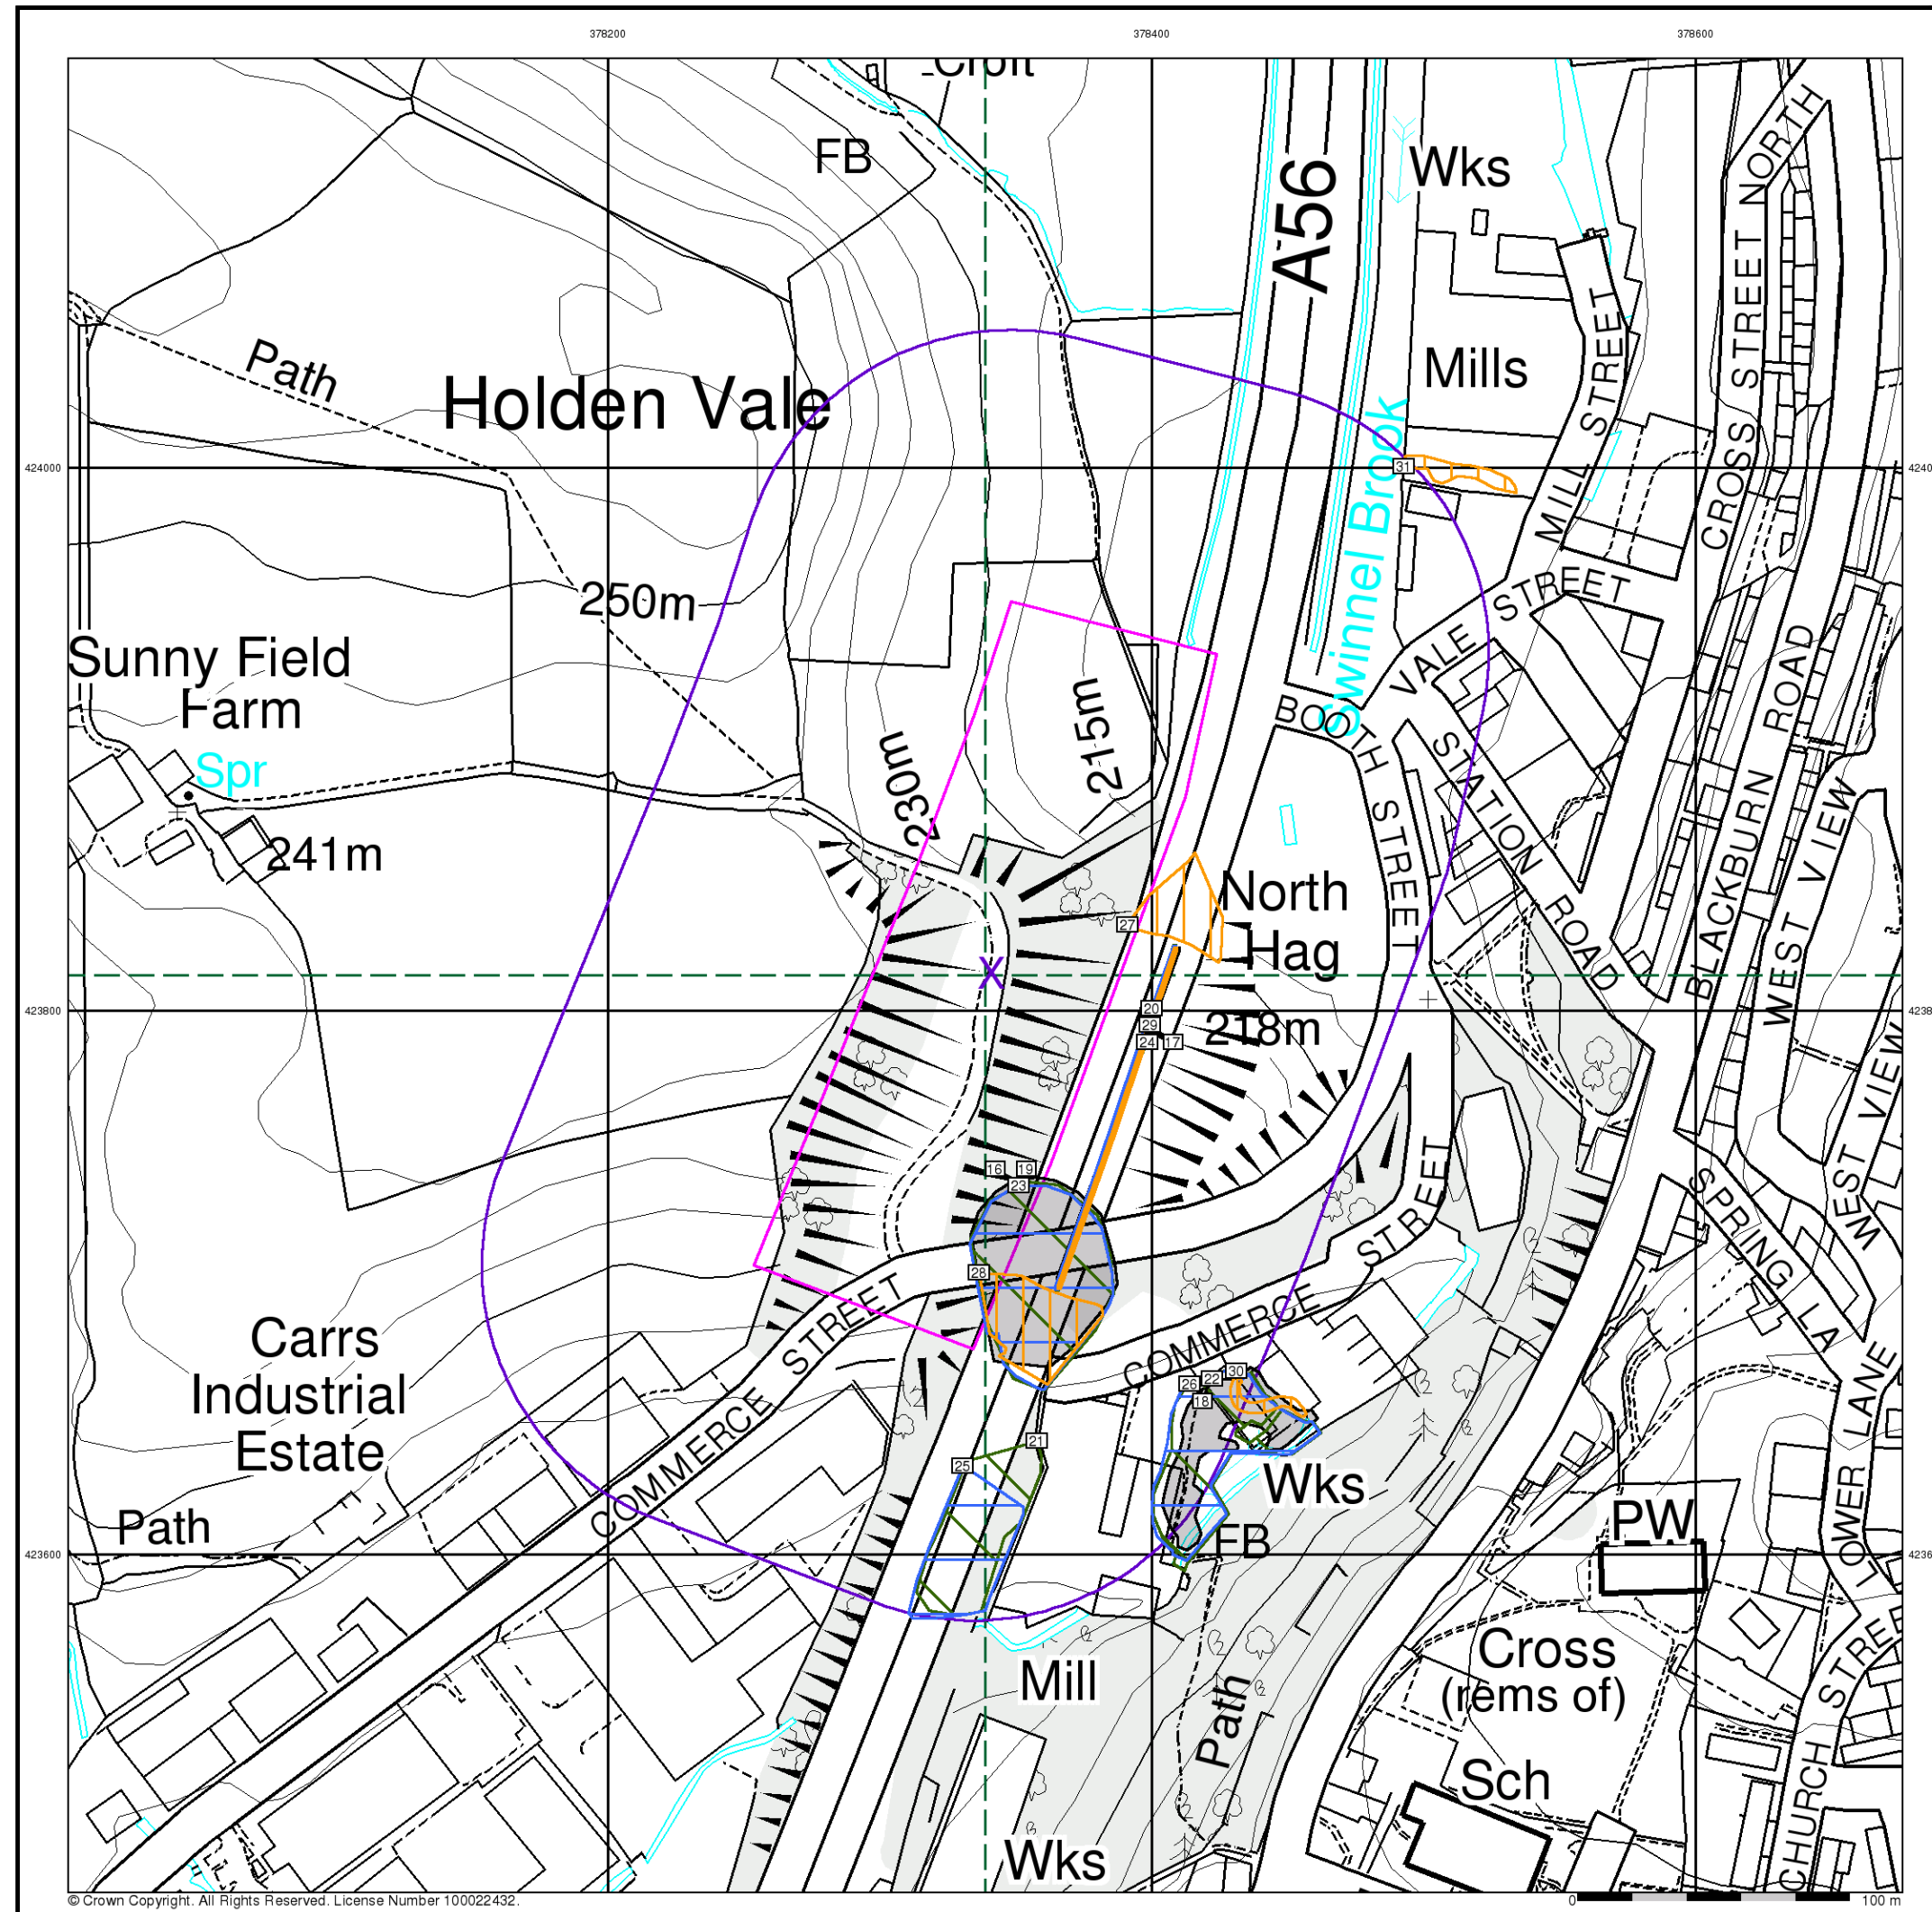 378200
378400
378600
Croft
FB
A56
Wks
CROSS STREET NORTH
Path
Holden Vale
Mills
MILL STREET
424000
31
Swinnel Brook
250m
VALE STREET
Sunny Field
Farm
Spr
241m
230m
215m
BOOTH STREET
STATION ROAD
BLACKBURN ROAD
WEST VIEW
North
Hag
27
X
423800
20
29
24
17
218m
WEST VIEW
WEST VIEW
16
19
23
28
COMMERCE STREET
COMMERCE STREET
SPRING LA
LOWER LANE
Carrs
Industrial
Estate
30
26
22
18
21
25
Wks
FB
PW
Path
423600
Mill
Path
Cross
(rems of)
Sch
CHURCH STREE
Wks
© Crown Copyright. All Rights Reserved. License Number 100022432.
0
100 m